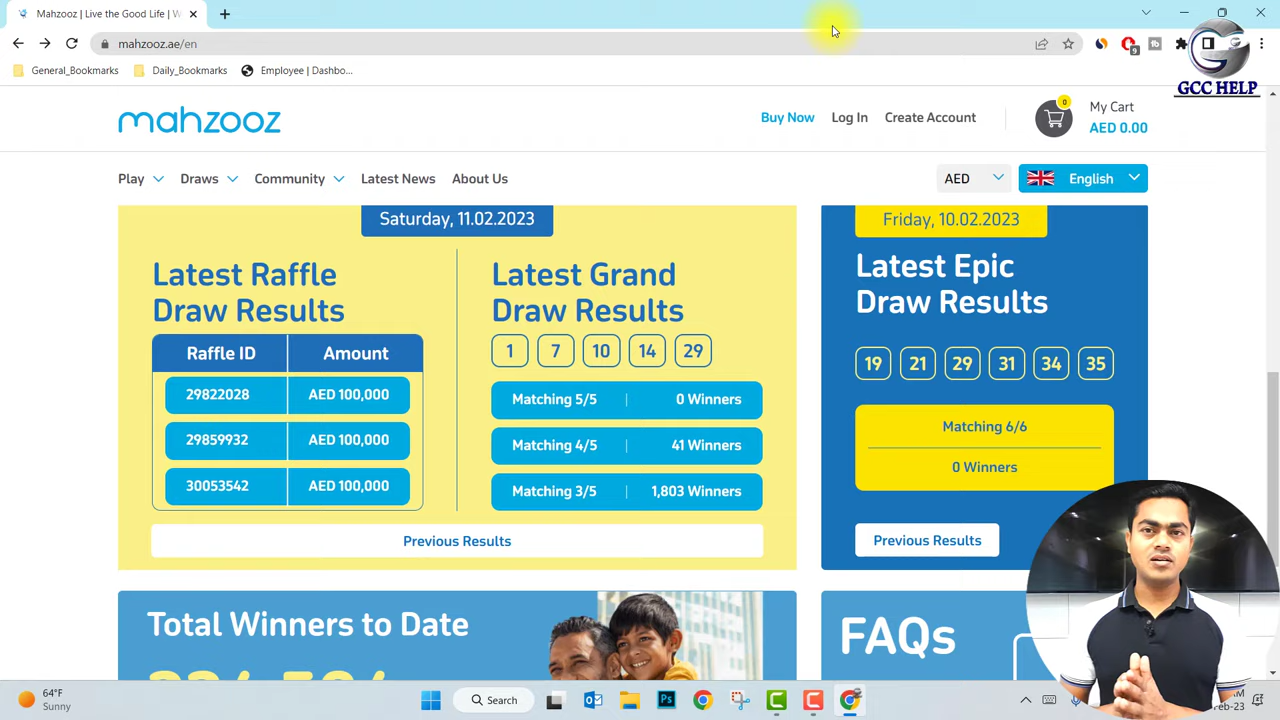 Mahzooz | Live the Good Life | W
mahzooz.ae/en
9
General_Bookmarks
Daily_Bookmarks
Employee | Dashbo...
GCC HELP
mahzooz
Buy Now
Log In
Create Account
0
My Cart
AED 0.00
Play
Draws
Community
Latest News
About Us
AED
English
Saturday, 11.02.2023
Latest Raffle
Draw Results
Raffle ID Amount
29822028 AED 100,000
29859932 AED 100,000
30053542 AED 100,000
Latest Grand
Draw Results
1 7 10 14 29
Matching 5/5 | 0 Winners
Matching 4/5 | 41 Winners
Matching 3/5 | 1,803 Winners
Previous Results
Friday, 10.02.2023
Latest Epic
Draw Results
19 21 29 31 34 35
Matching 6/6
0 Winners
Previous Results
Total Winners to Date
FAQs
64°F
Sunny
Search